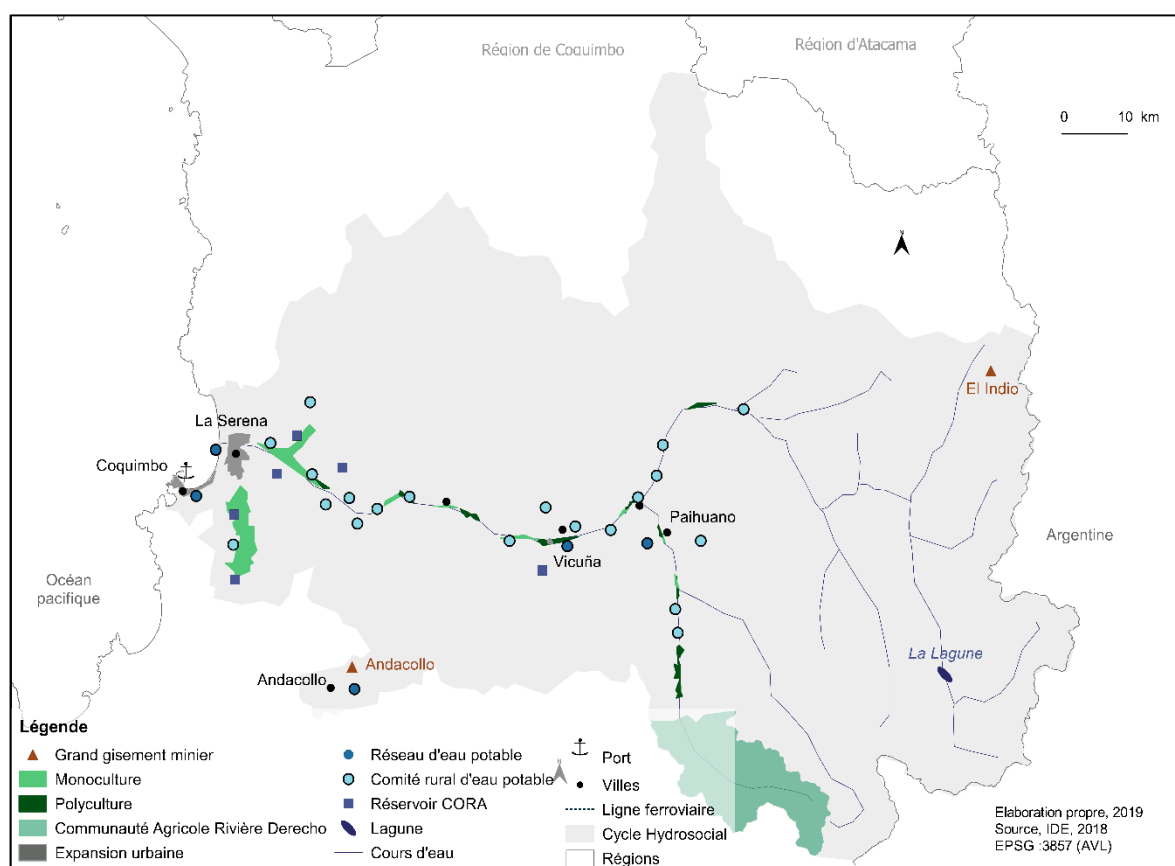 Région de Coquimbo
Région d'Atacama
0 10 km
N
El Indio
La Serena
Coquimbo
Paihuano
Argentine
Vicuña
Océan
pacifique
La Lagune
Andacollo
Andacollo
Légende
Grand gisement minier
Monoculture
Polyculture
Communauté Agricole Rivière Derecho
Expansion urbaine
Réseau d'eau potable
Comité rural d'eau potable
Réservoir CORA
Lagune
Cours d'eau
N
Port
Villes
Ligne ferroviaire
Cycle Hydrosocial
Régions
Elaboration propre, 2019
Source, IDE, 2018
EPSG :3857 (AVL)